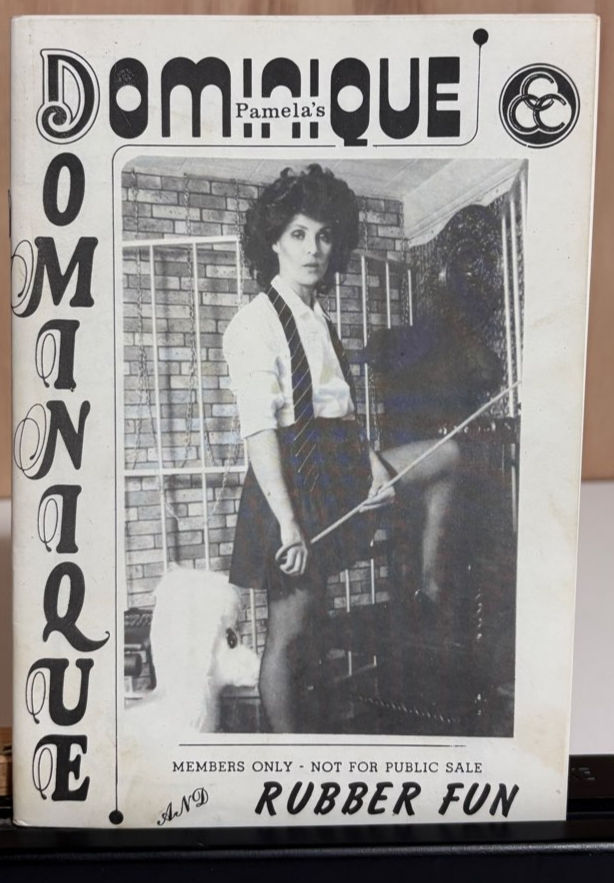 DOMINIQUE
Pamela's
DOMINIQUE
MEMBERS ONLY - NOT FOR PUBLIC SALE
AND RUBBER FUN